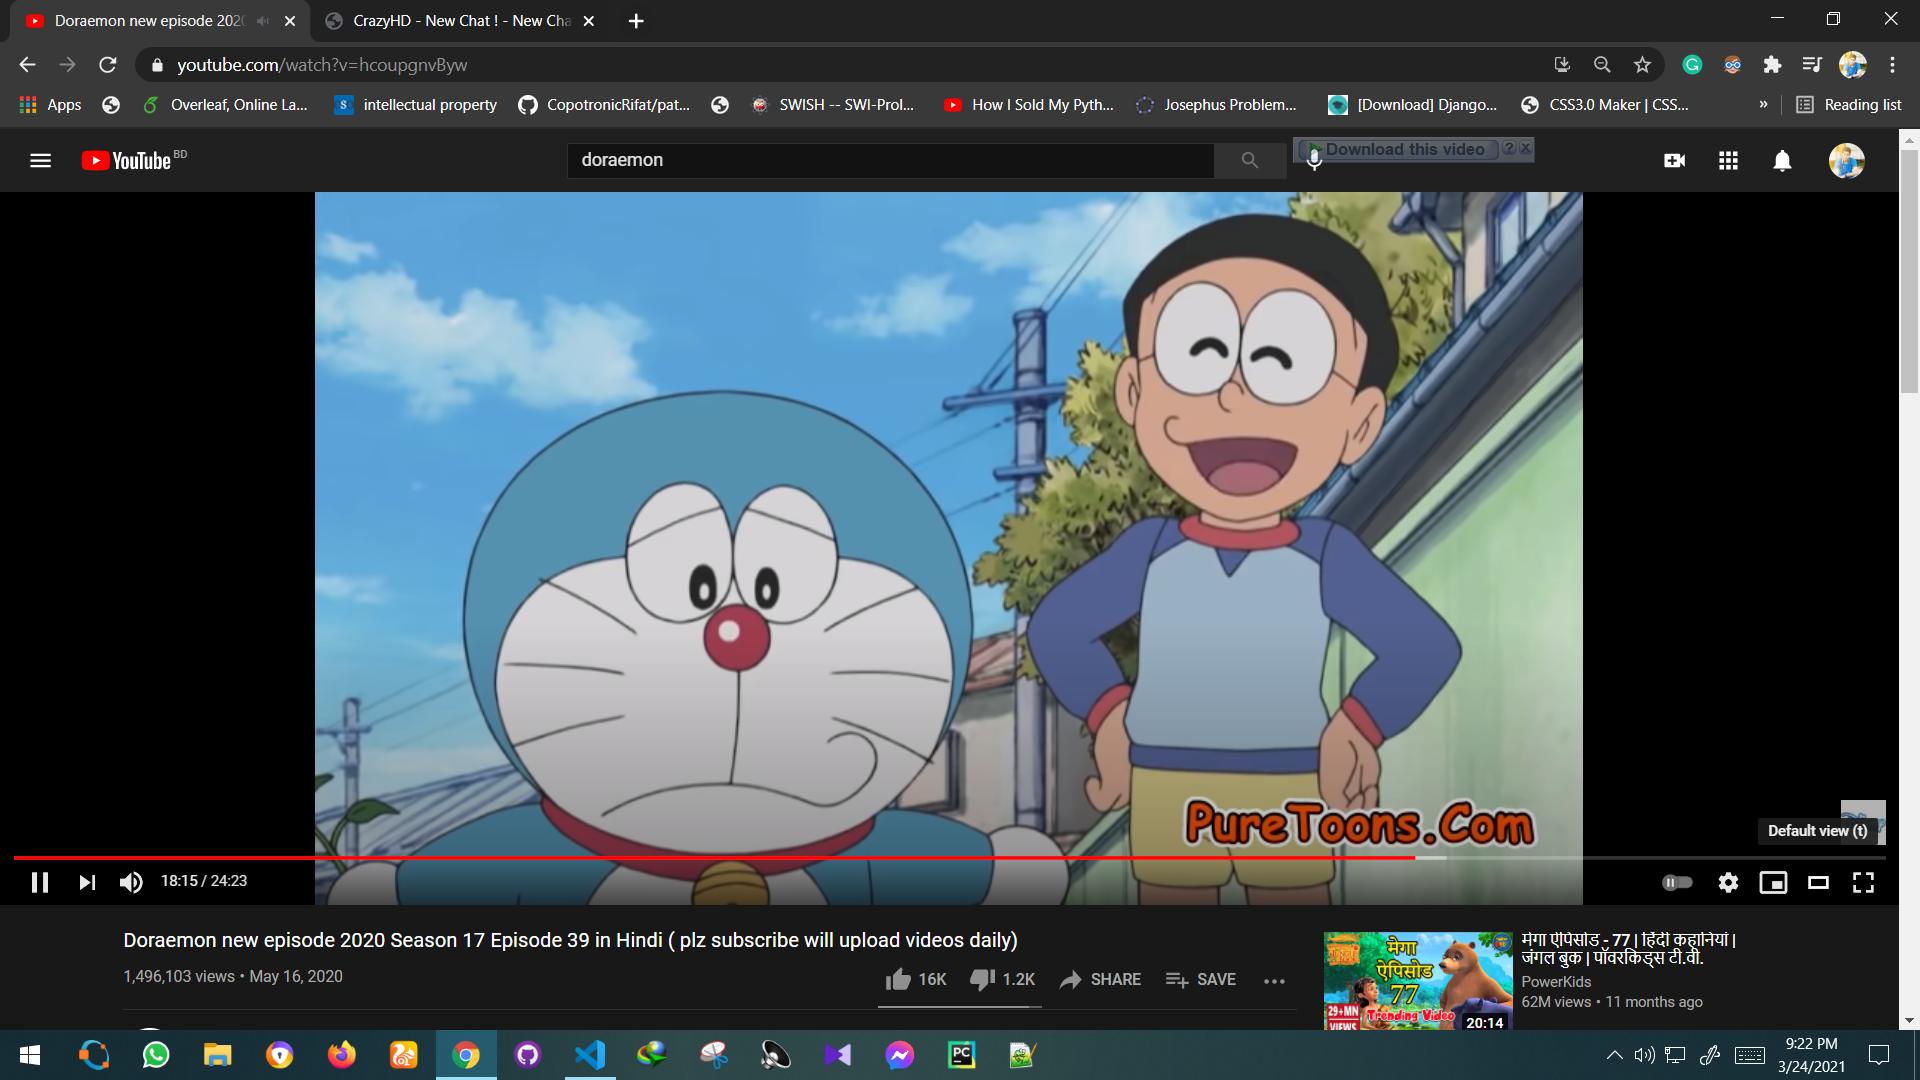 Doraemon new episode 202
CrazyHD - New Chat ! - New Cha
youtube.com/watch?v=hcoupgnvByw
Apps
Overleaf, Online La...
intellectual property
CopotronicRifat/pat...
SWISH -- SWI-Prol...
How I Sold My Pyth...
Josephus Problem...
[Download] Django...
CSS3.0 Maker | CSS...
»
Reading list
YouTube BD
doraemon
Download this video
PureToons.Com
Default view (t)
18:15 / 24:23
Doraemon new episode 2020 Season 17 Episode 39 in Hindi ( plz subscribe will upload videos daily)
1,496,103 views • May 16, 2020
16K
1.2K
SHARE
SAVE
मेगा
ऐपिसोड
77
29+MN
VIEWS
Trending Video
20:14
मेगा ऐपिसोड - 77 | हिंदी कहानियां |
जंगल बुक | पॉवरकिड्स टी.वी.
PowerKids
62M views • 11 months ago
9:22 PM
3/24/2021